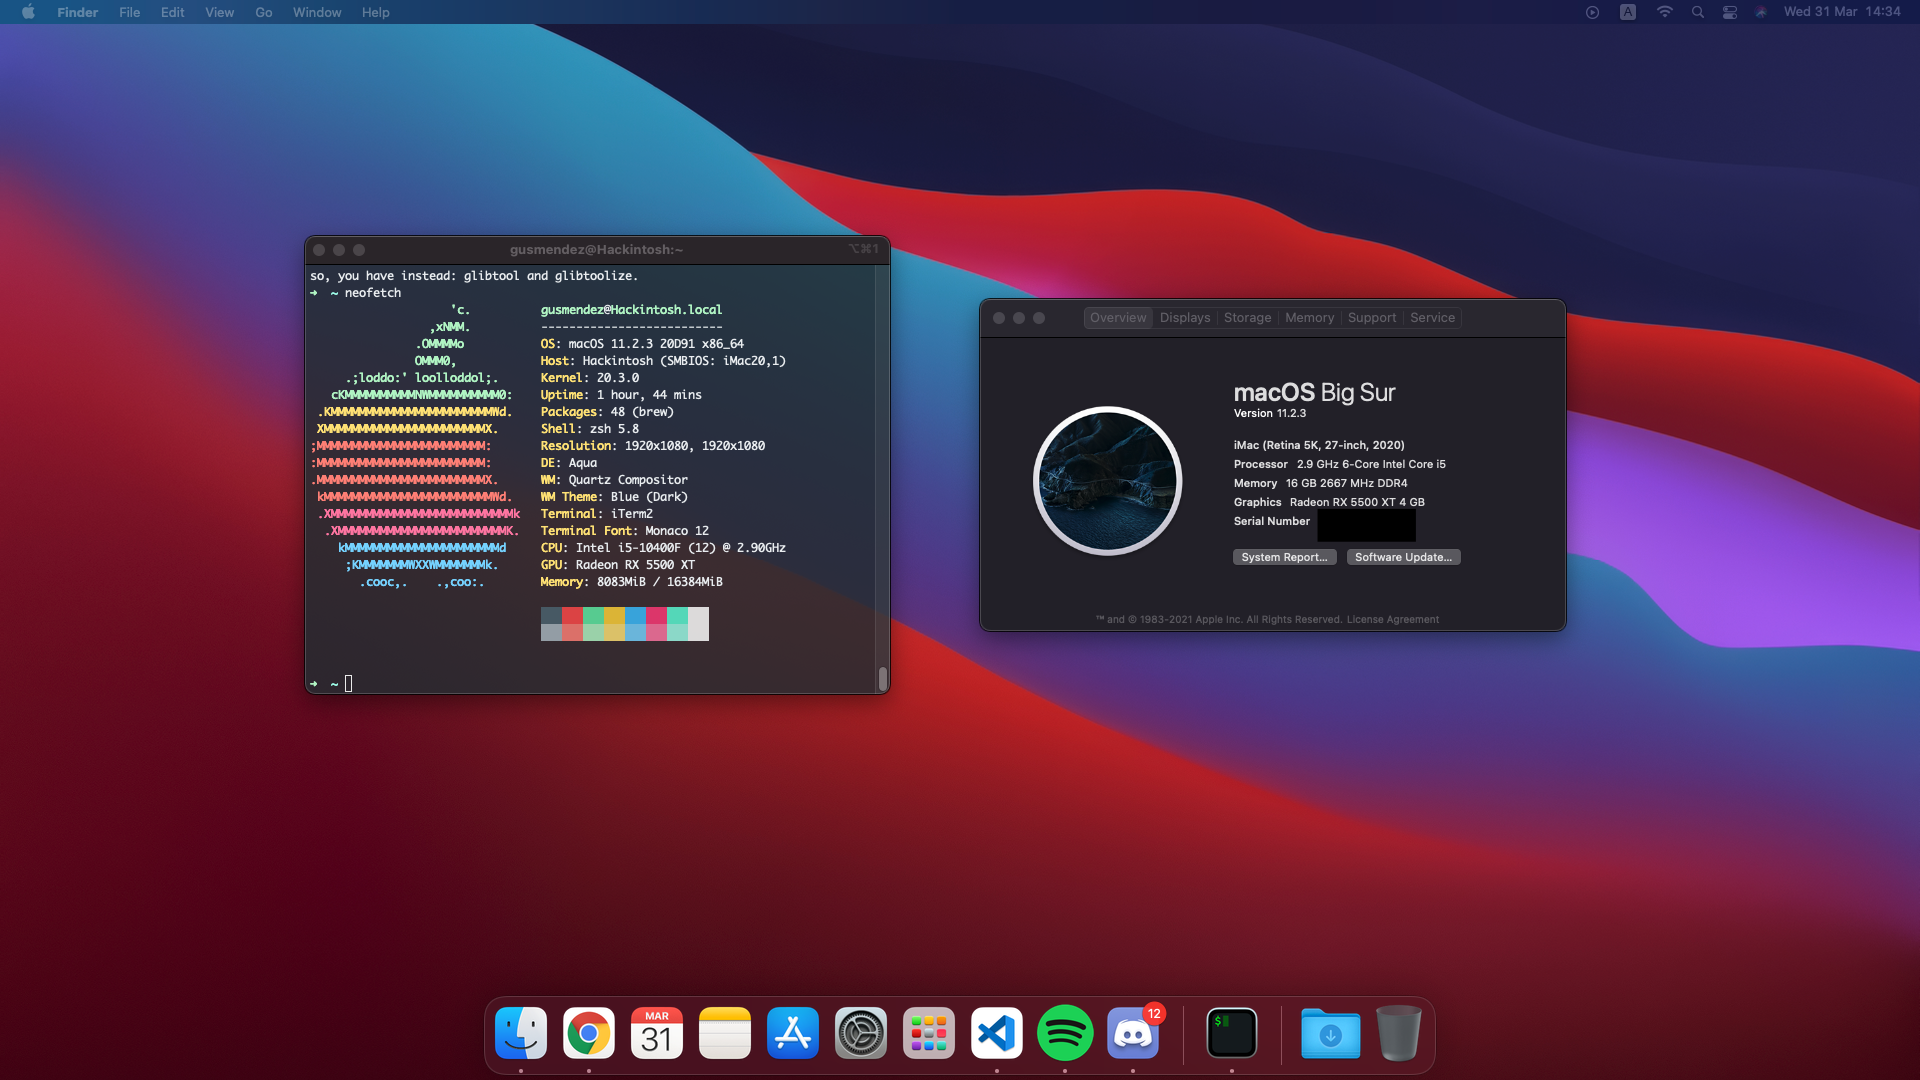 Finder File Edit View Go Window Help
A Wed 31 Mar 14:34
gusmendez@Hackintosh:~ ⌥⌘1
so, you have instead: glibtool and glibtoolize.
➜ ~ neofetch
'c. gusmendez@Hackintosh.local
,xNMM. --------------------------
.OMMMMo OS: macOS 11.2.3 20D91 x86_64
OMMM0, Host: Hackintosh (SMBIOS: iMac20,1)
.;loddo:' loolloddol;. Kernel: 20.3.0
cKMMMMMMMMMMNWMMMMMMMMMM0: Uptime: 1 hour, 44 mins
.KMMMMMMMMMMMMMMMMMMMMMMMWd. Packages: 48 (brew)
XMMMMMMMMMMMMMMMMMMMMMMMX. Shell: zsh 5.8
;MMMMMMMMMMMMMMMMMMMMMMMM: Resolution: 1920x1080, 1920x1080
:MMMMMMMMMMMMMMMMMMMMMMMM: DE: Aqua
.MMMMMMMMMMMMMMMMMMMMMMMMX. WM: Quartz Compositor
kMMMMMMMMMMMMMMMMMMMMMMMMWd. WM Theme: Blue (Dark)
.XMMMMMMMMMMMMMMMMMMMMMMMMMMk Terminal: iTerm2
.XMMMMMMMMMMMMMMMMMMMMMMMMK. Terminal Font: Monaco 12
kMMMMMMMMMMMMMMMMMMMMMMd CPU: Intel i5-10400F (12) @ 2.90GHz
;KMMMMMMMWXXWMMMMMMMk. GPU: Radeon RX 5500 XT
.cooc,. .,coo:. Memory: 8083MiB / 16384MiB
➜ ~
Overview Displays Storage Memory Support Service
macOS Big Sur
Version 11.2.3
iMac (Retina 5K, 27-inch, 2020)
Processor 2.9 GHz 6-Core Intel Core i5
Memory 16 GB 2667 MHz DDR4
Graphics Radeon RX 5500 XT 4 GB
Serial Number
System Report... Software Update...
™ and © 1983-2021 Apple Inc. All Rights Reserved. License Agreement
MAR
31
12
$